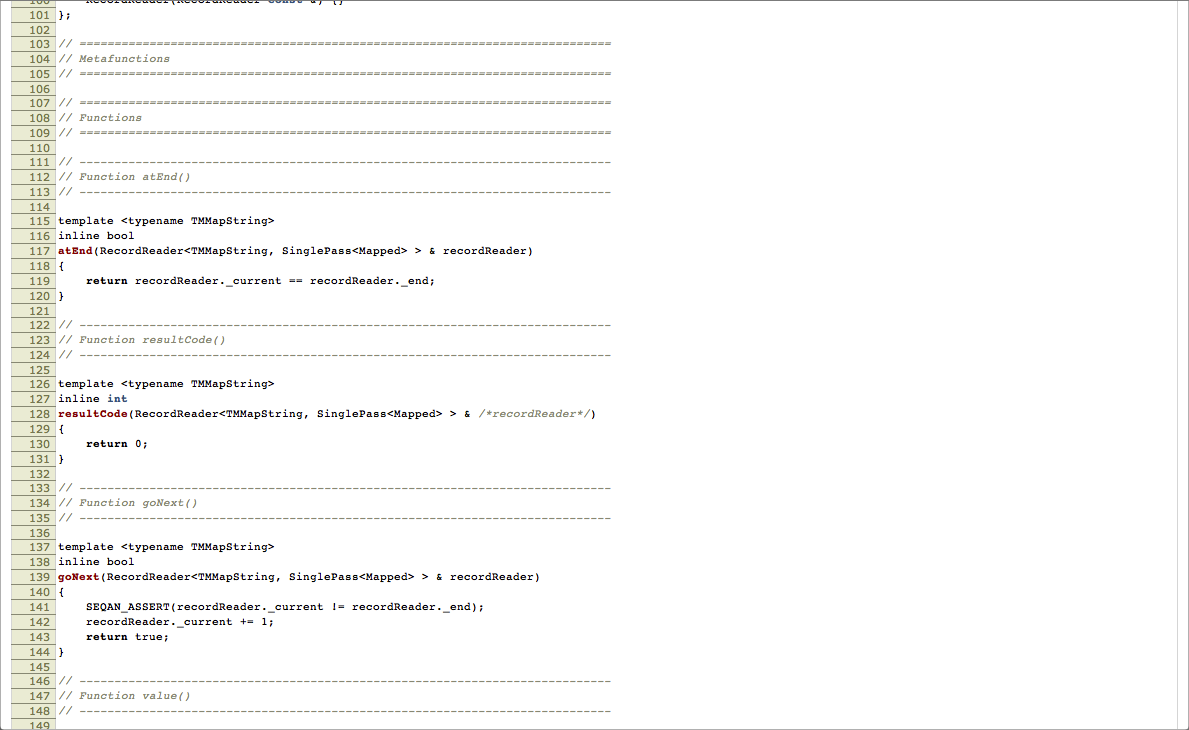 RecordReader(RecordReader const &) {}
101 };
102
103 // ============================================================================
104 // Metafunctions
105 // ============================================================================
106
107 // ============================================================================
108 // Functions
109 // ============================================================================
110
111 // ----------------------------------------------------------------------------
112 // Function atEnd()
113 // ----------------------------------------------------------------------------
114
115 template <typename TMMapString>
116 inline bool
117 atEnd(RecordReader<TMMapString, SinglePass<Mapped> > & recordReader)
118 {
119     return recordReader._current == recordReader._end;
120 }
121
122 // ----------------------------------------------------------------------------
123 // Function resultCode()
124 // ----------------------------------------------------------------------------
125
126 template <typename TMMapString>
127 inline int
128 resultCode(RecordReader<TMMapString, SinglePass<Mapped> > & /*recordReader*/)
129 {
130     return 0;
131 }
132
133 // ----------------------------------------------------------------------------
134 // Function goNext()
135 // ----------------------------------------------------------------------------
136
137 template <typename TMMapString>
138 inline bool
139 goNext(RecordReader<TMMapString, SinglePass<Mapped> > & recordReader)
140 {
141     SEQAN_ASSERT(recordReader._current != recordReader._end);
142     recordReader._current += 1;
143     return true;
144 }
145
146 // ----------------------------------------------------------------------------
147 // Function value()
148 // ----------------------------------------------------------------------------
149